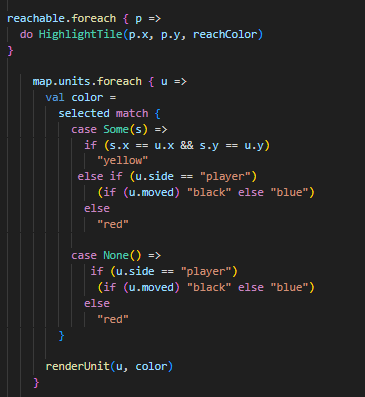 reachable.foreach { p =>
  do HighlightTile(p.x, p.y, reachColor)
}
    map.units.foreach { u =>
      val color =
        selected match {
          case Some(s) =>
            if (s.x == u.x && s.y == u.y)
              "yellow"
           else if (u.side == "player")
              (if (u.moved) "black" else "blue")
            else
              "red"
          case None() =>
             if (u.side == "player")
              (if (u.moved) "black" else "blue")
            else
              "red"
        }
      renderUnit(u, color)
    }